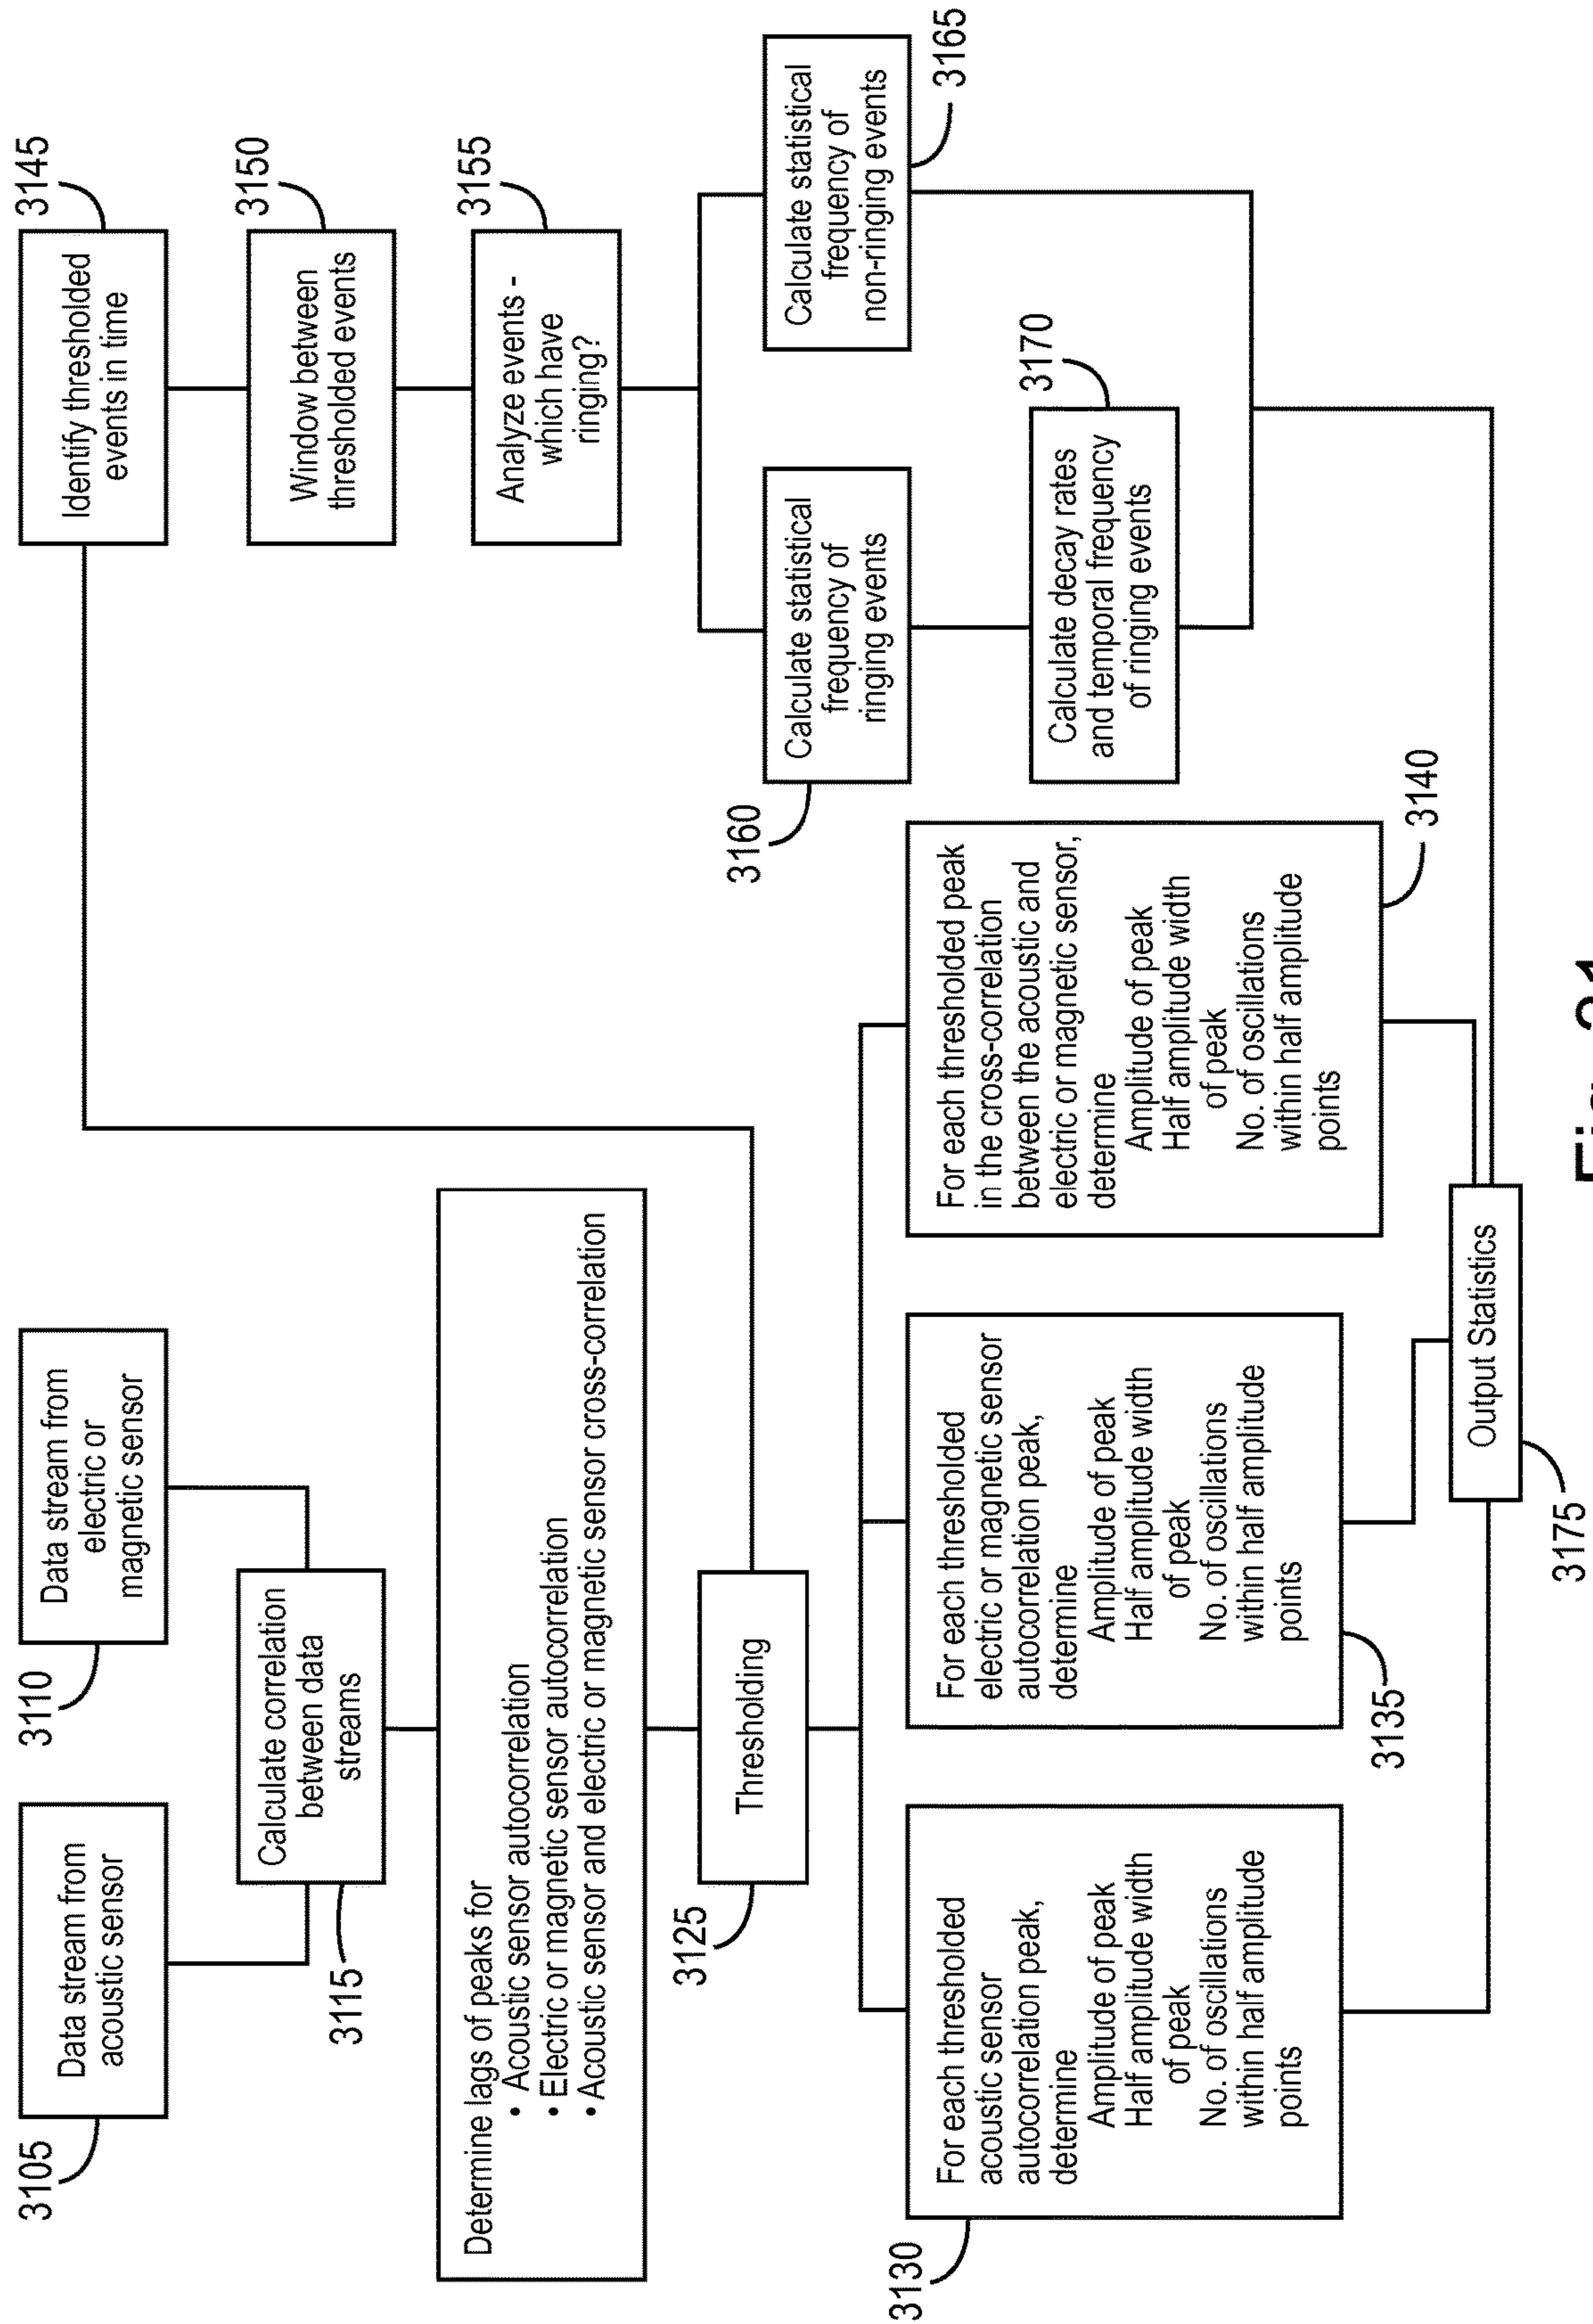 3105
Data stream from
acoustic sensor
3110
Data stream from
electric or
magnetic sensor
3115
Calculate correlation
between data
streams
Determine lags of peaks for
• Acoustic sensor autocorrelation
• Electric or magnetic sensor autocorrelation
• Acoustic sensor and electric or magnetic sensor cross-correlation
3125
Thresholding
3130
For each thresholded
acoustic sensor
autocorrelation peak,
determine
Amplitude of peak
Half amplitude width
of peak
No. of oscillations
within half amplitude
points
3135
For each thresholded
electric or magnetic sensor
autocorrelation peak,
determine
Amplitude of peak
Half amplitude width
of peak
No. of oscillations
within half amplitude
points
3140
For each thresholded peak
in the cross-correlation
between the acoustic and
electric or magnetic sensor,
determine
Amplitude of peak
Half amplitude width
of peak
No. of oscillations
within half amplitude
points
3145
Identify thresholded
events in time
3150
Window between
thresholded events
3155
Analyze events -
which have
ringing?
3160
Calculate statistical
frequency of
ringing events
3165
Calculate statistical
frequency of
non-ringing events
3170
Calculate decay rates
and temporal frequency
of ringing events
3175
Output Statistics